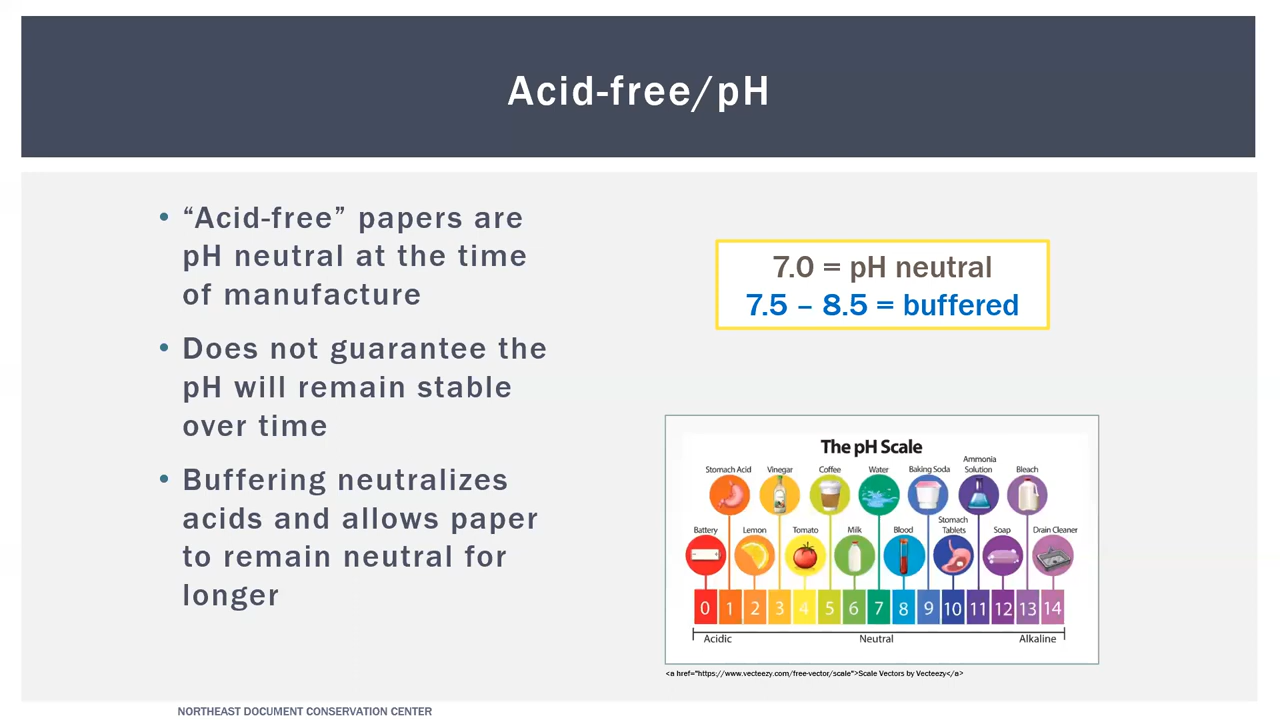 Acid-free/pH
• “Acid-free” papers are
pH neutral at the time
of manufacture
• Does not guarantee the
pH will remain stable
over time
• Buffering neutralizes
acids and allows paper
to remain neutral for
longer
7.0 = pH neutral
7.5 – 8.5 = buffered
The pH Scale
Stomach Acid Vinegar Coffee Water Baking Soda Ammonia Solution Bleach
Battery Lemon Tomato Milk Blood Stomach Tablets Soap Drain Cleaner
0 1 2 3 4 5 6 7 8 9 10 11 12 13 14
Acidic Neutral Alkaline
<a href="https://www.vecteezy.com/free-vector/scale">Scale Vectors by Vecteezy</a>
NORTHEAST DOCUMENT CONSERVATION CENTER